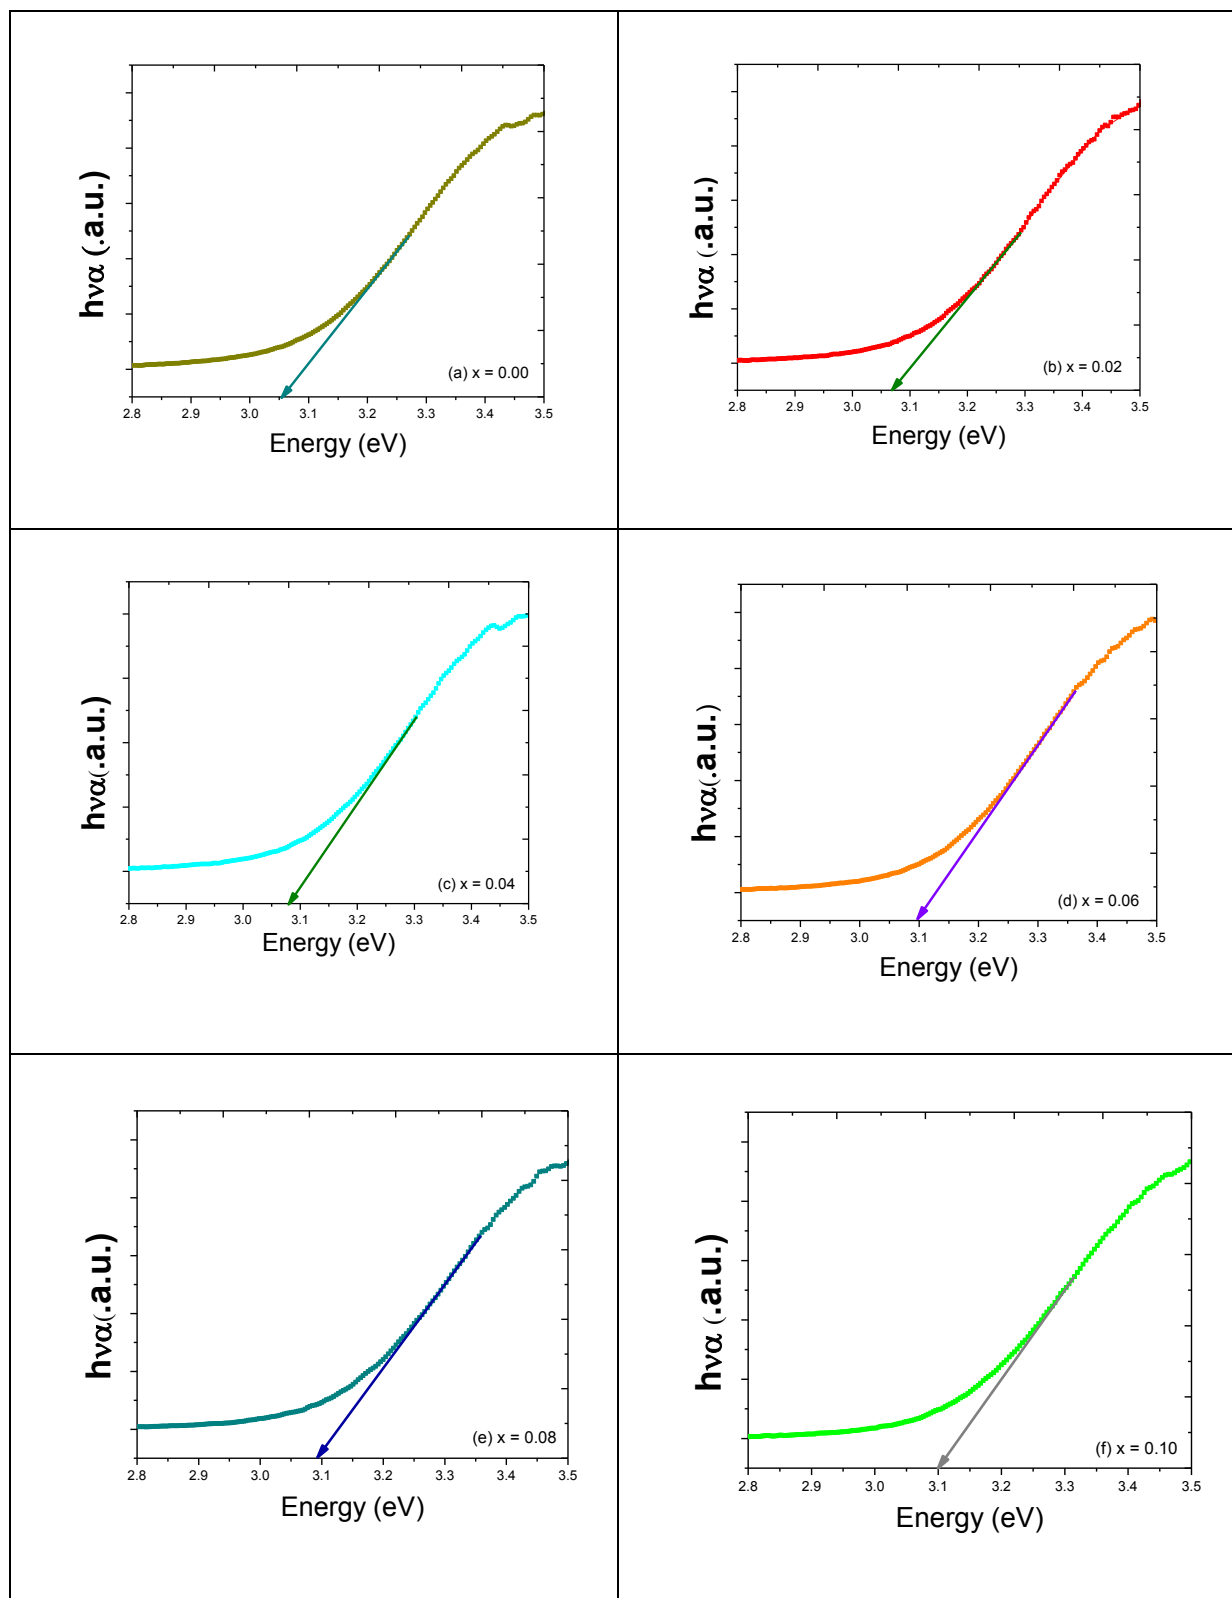 hνα (.a.u.)
(a) x = 0.00
2.8 2.9 3.0 3.1 3.2 3.3 3.4 3.5
Energy (eV)
hνα (.a.u.)
(b) x = 0.02
2.8 2.9 3.0 3.1 3.2 3.3 3.4 3.5
Energy (eV)
hνα(.a.u.)
(c) x = 0.04
2.8 2.9 3.0 3.1 3.2 3.3 3.4 3.5
Energy (eV)
hνα(.a.u.)
(d) x = 0.06
2.8 2.9 3.0 3.1 3.2 3.3 3.4 3.5
Energy (eV)
hνα(.a.u.)
(e) x = 0.08
2.8 2.9 3.0 3.1 3.2 3.3 3.4 3.5
Energy (eV)
hνα (.a.u.)
(f) x = 0.10
2.8 2.9 3.0 3.1 3.2 3.3 3.4 3.5
Energy (eV)